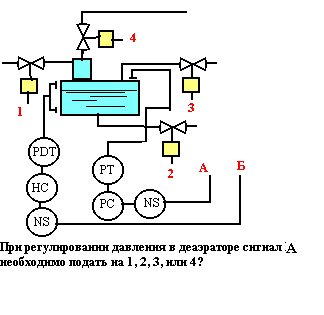 4
1
3
2
PDT
HC
NS
PT
PC
NS
А
Б
При регулировании давления в деаэраторе сигнал А
необходимо подать на 1, 2, 3, или 4?